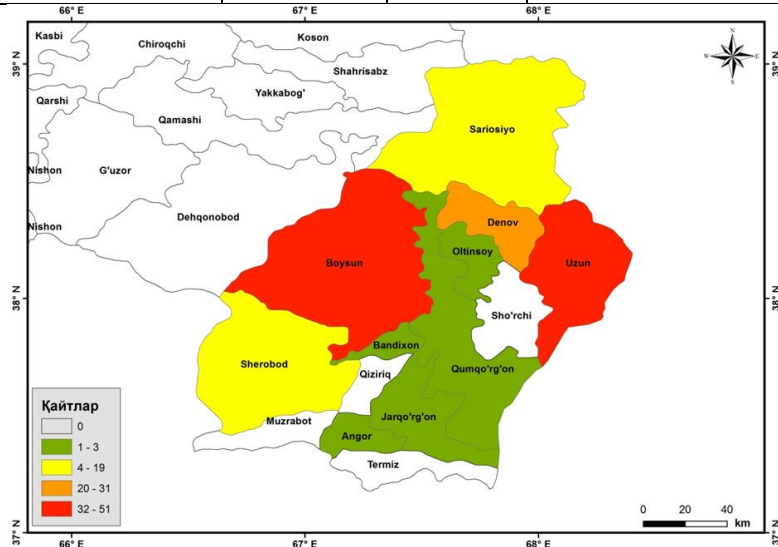 66° E 67° E 68° E
39° N
39° N
Kasbi
Chiroqchi
Koson
N
W E
S
Shahrisabz
Qarshi
Yakkabog'
Qamashi
Sariosiyo
Nishon
G'uzor
Dehqonobod
Nishon
Denov
Oltinsoy
Boysun
Uzun
38° N
38° N
Sho'rchi
Bandixon
Sherobod
Qiziriq
Qumqo'rg'on
Muzrabot
Jarqo'rg'on
Angor
Termiz
Қайтлар
0
1 - 3
4 - 19
20 - 31
32 - 51
0 20 40
km
37° N
37° N
66° E 67° E 68° E